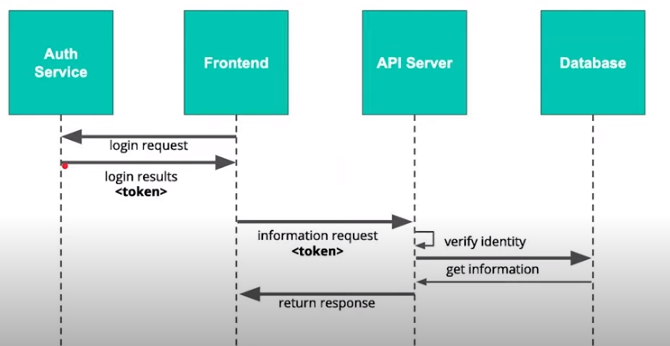 Auth
Service
Frontend
API Server
Database
login request
login results
<token>
information request
<token>
verify identity
get information
return response